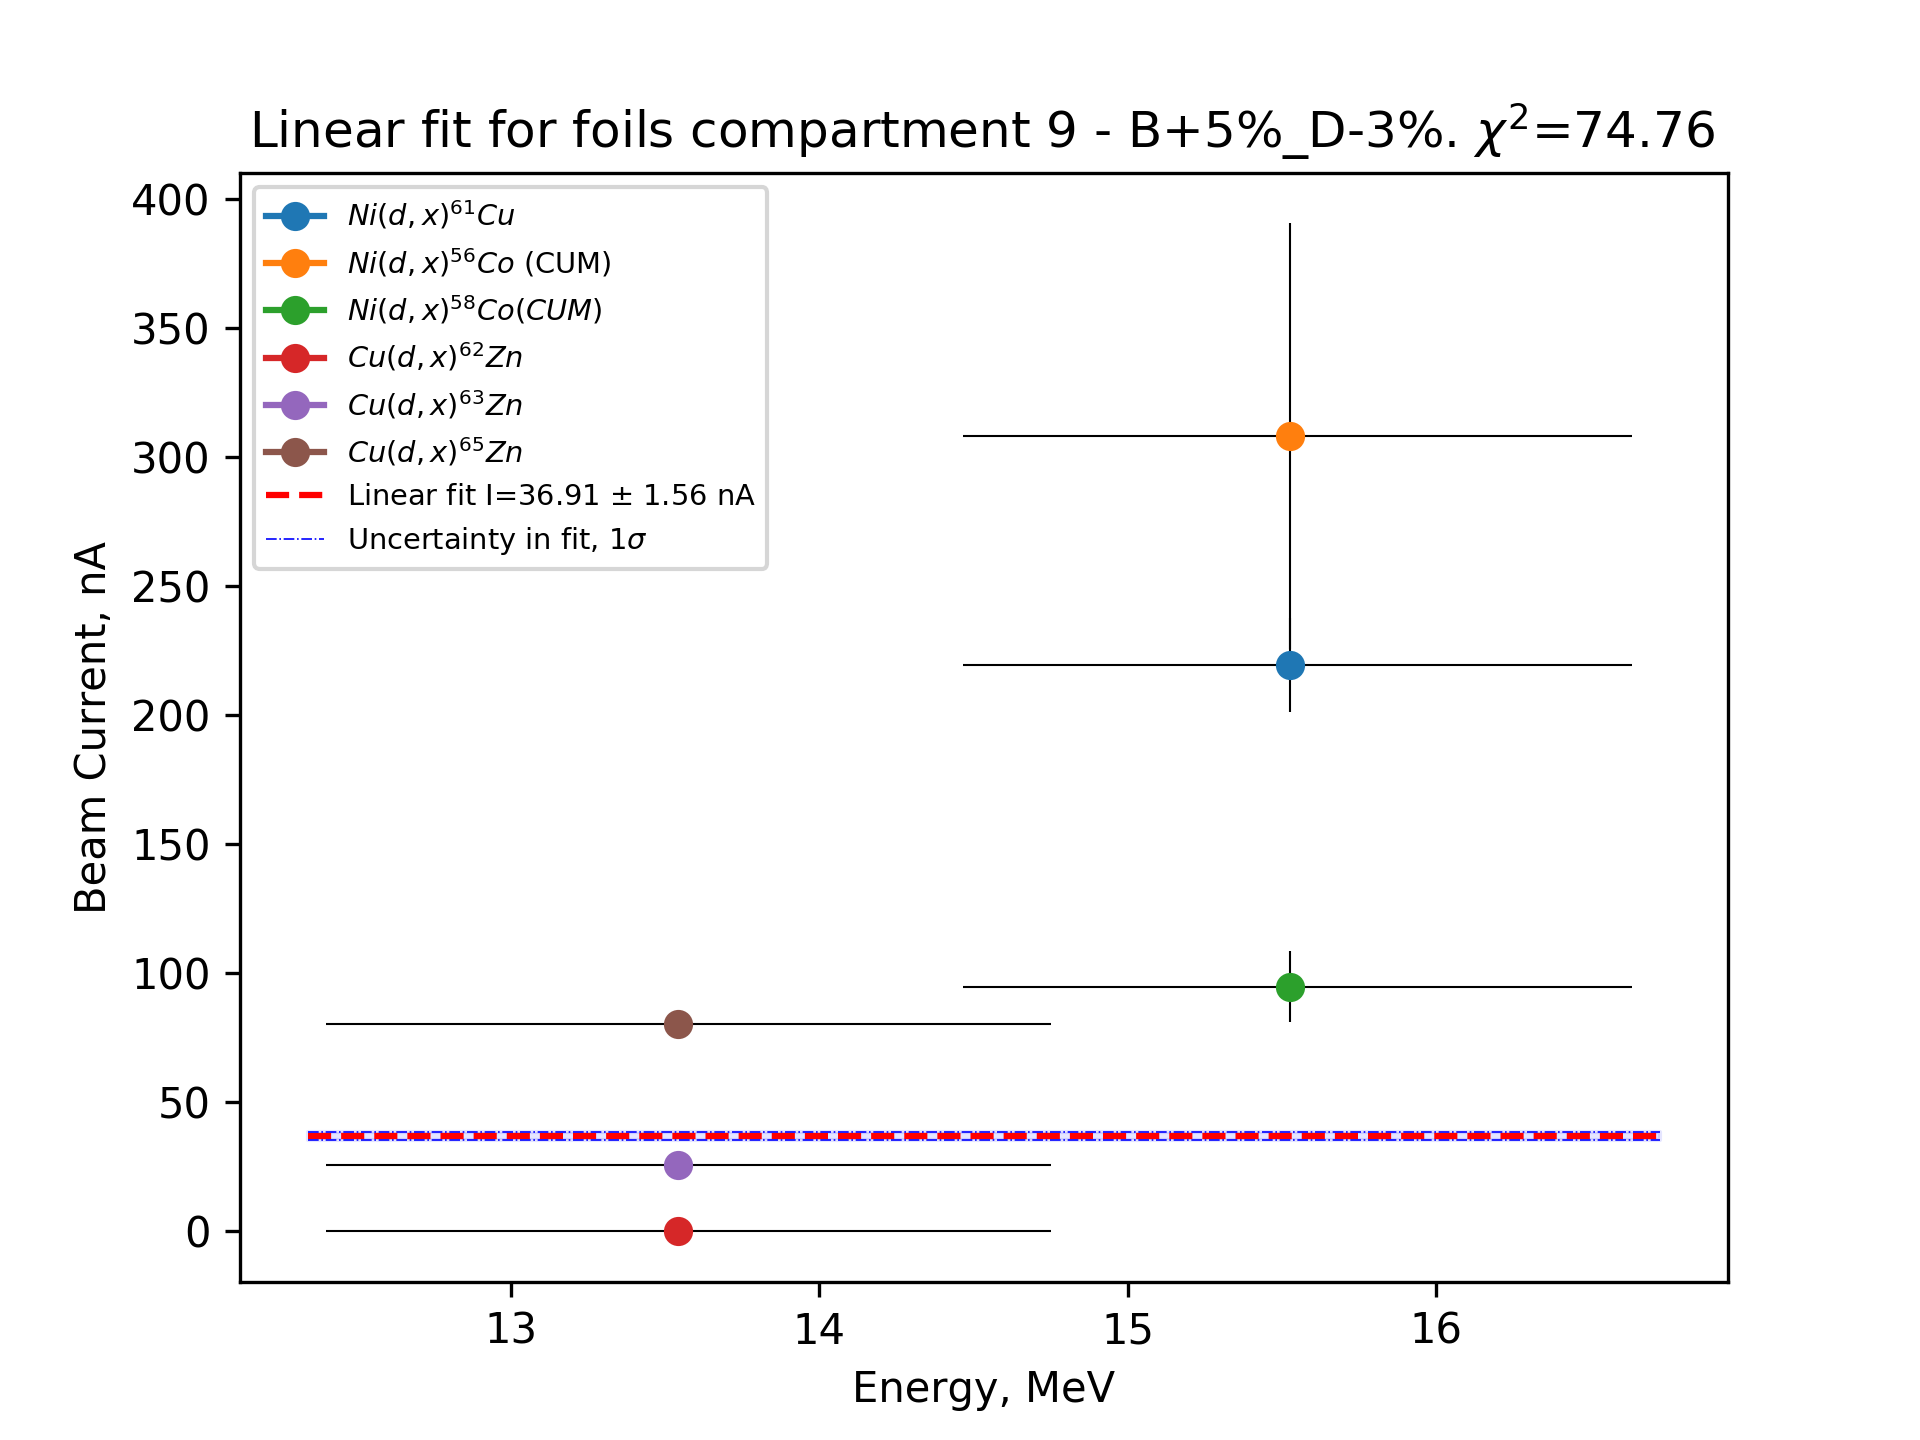 Linear fit for foils compartment 9 - B+5%_D-3%. χ²=74.76
Ni(d, x)⁶¹Cu
Ni(d, x)⁵⁶Co (CUM)
Ni(d, x)⁵⁸Co(CUM)
Cu(d, x)⁶²Zn
Cu(d, x)⁶³Zn
Cu(d, x)⁶⁵Zn
Linear fit I=36.91 ± 1.56 nA
Uncertainty in fit, 1σ
Beam Current, nA
400
350
300
250
200
150
100
50
0
13 14 15 16
Energy, MeV